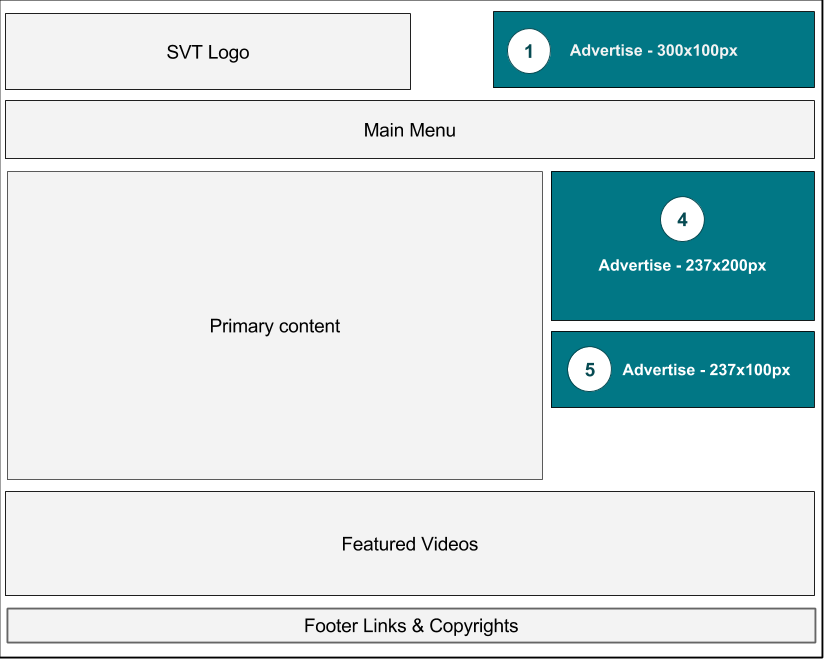 SVT Logo
1
Advertise - 300x100px
Main Menu
Primary content
4
Advertise - 237x200px
5
Advertise - 237x100px
Featured Videos
Footer Links & Copyrights